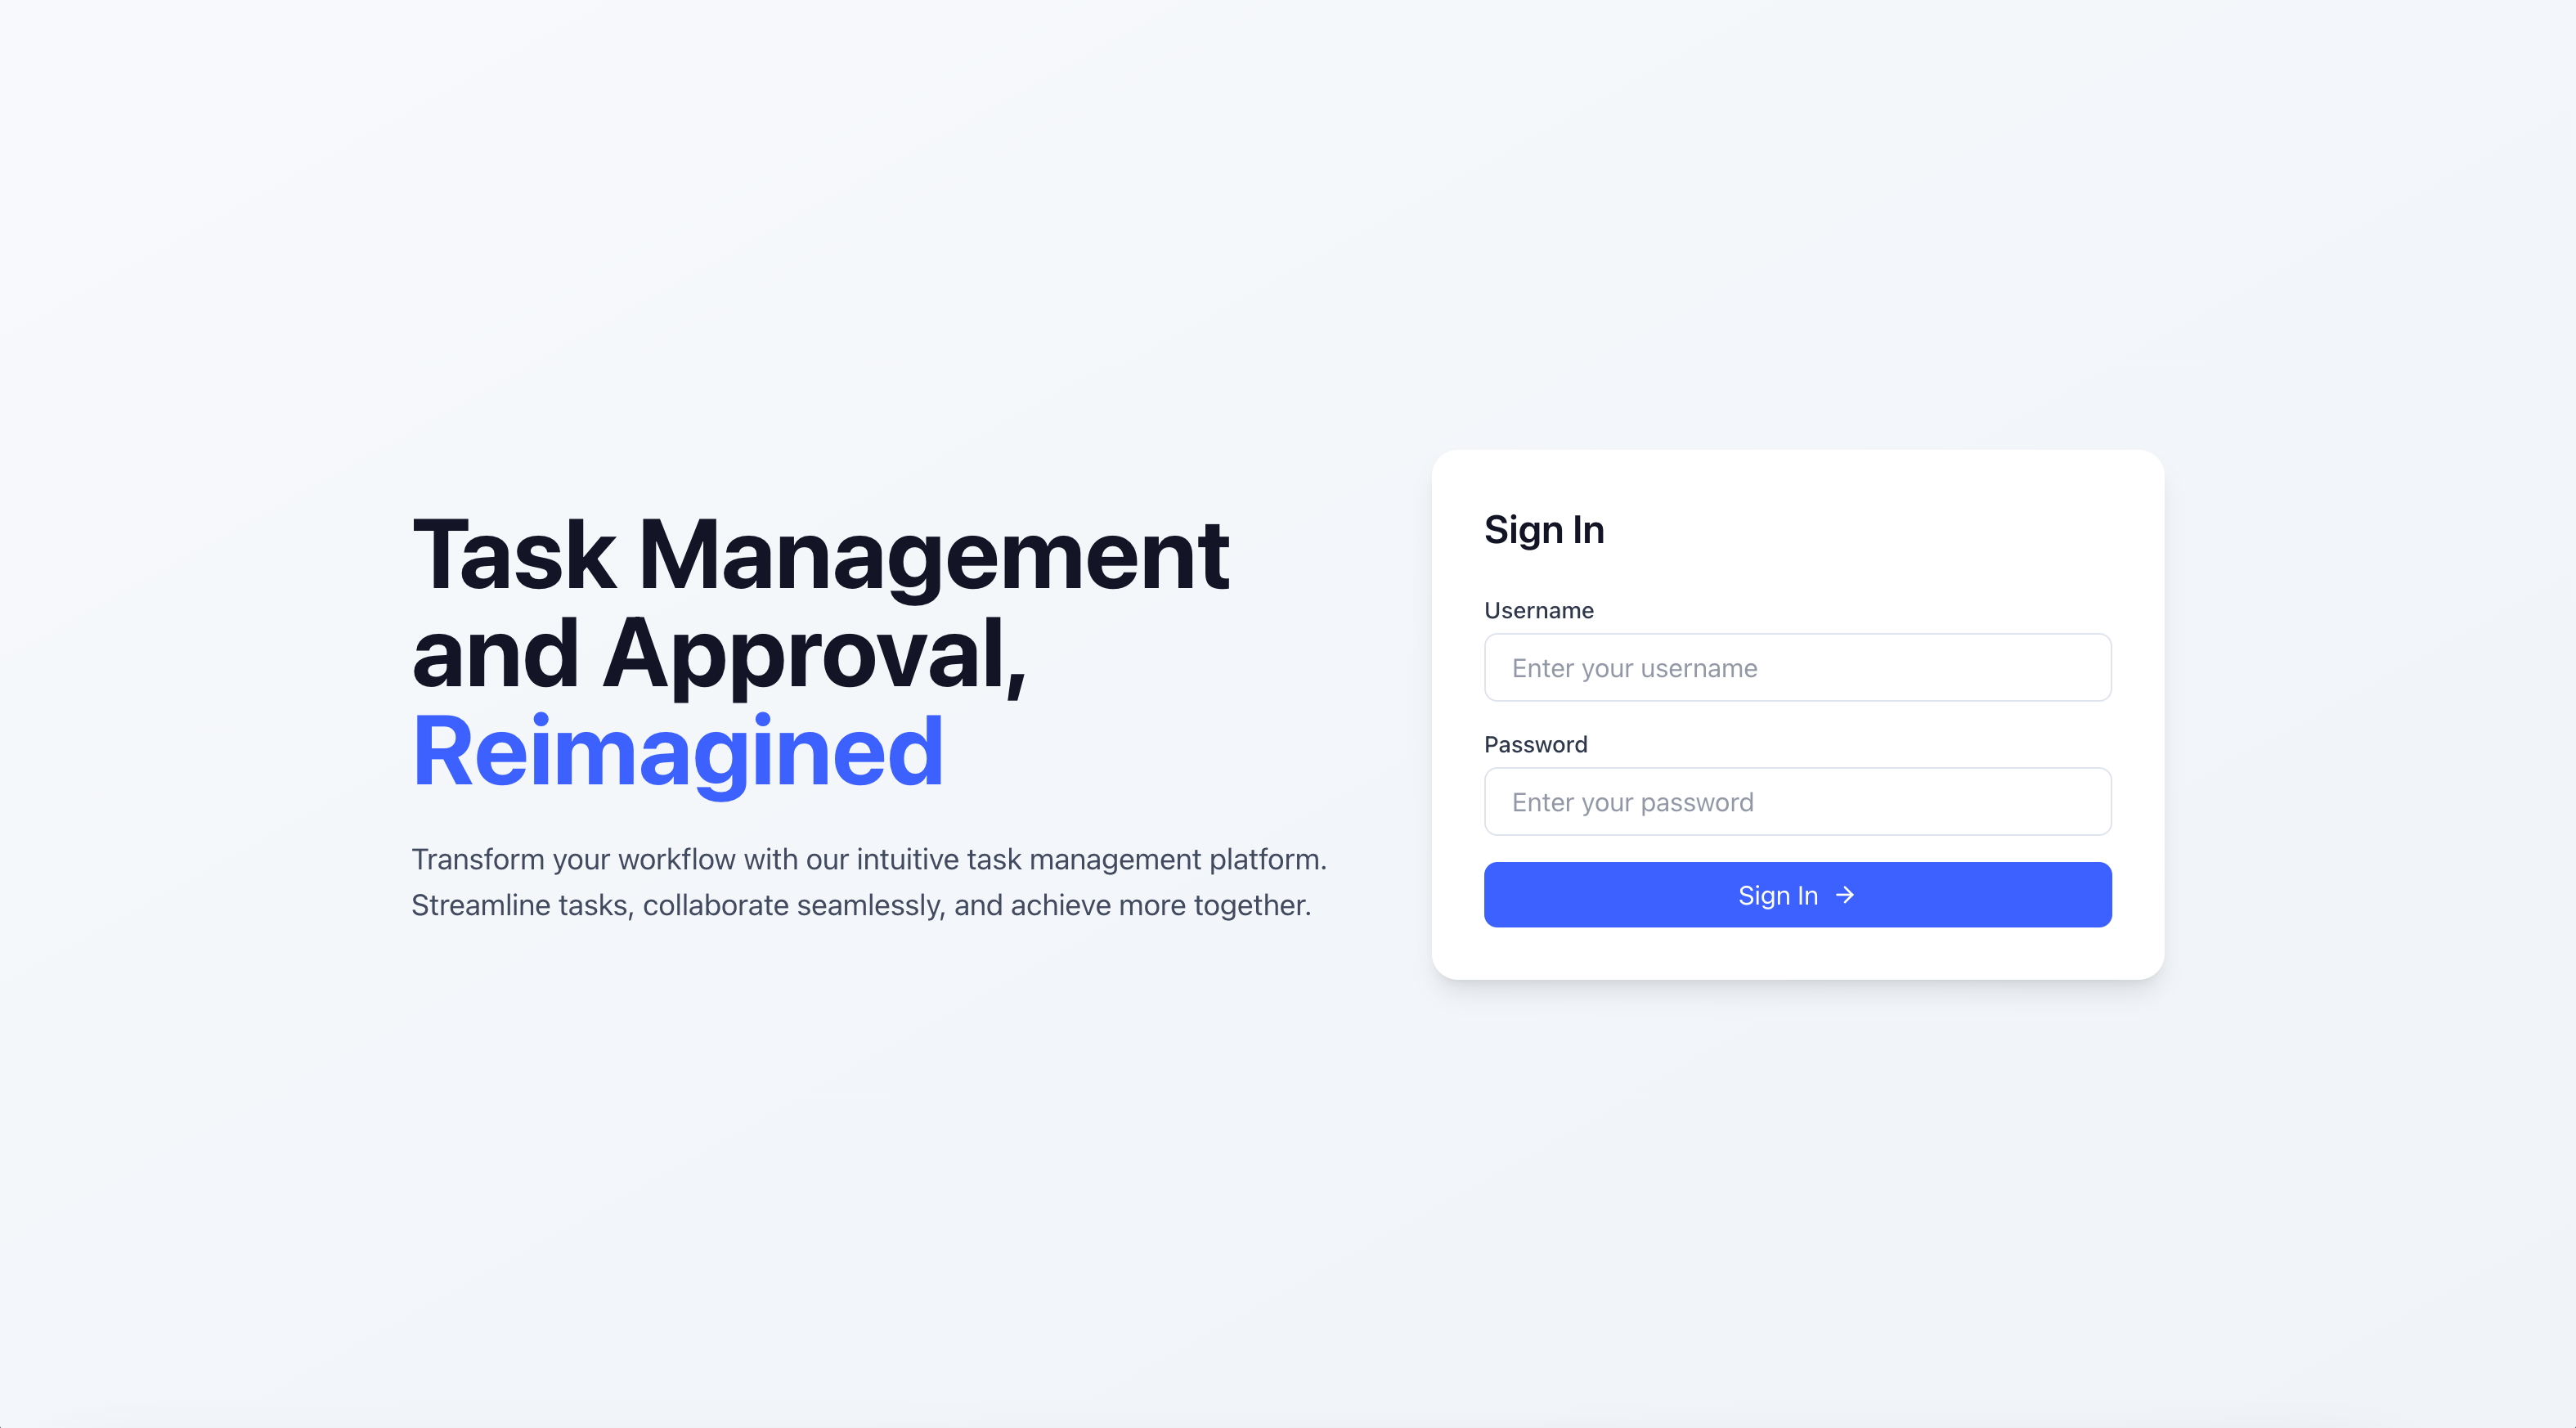 Task Management
and Approval,
Reimagined
Transform your workflow with our intuitive task management platform.
Streamline tasks, collaborate seamlessly, and achieve more together.
Sign In
Username
Enter your username
Password
Enter your password
Sign In →